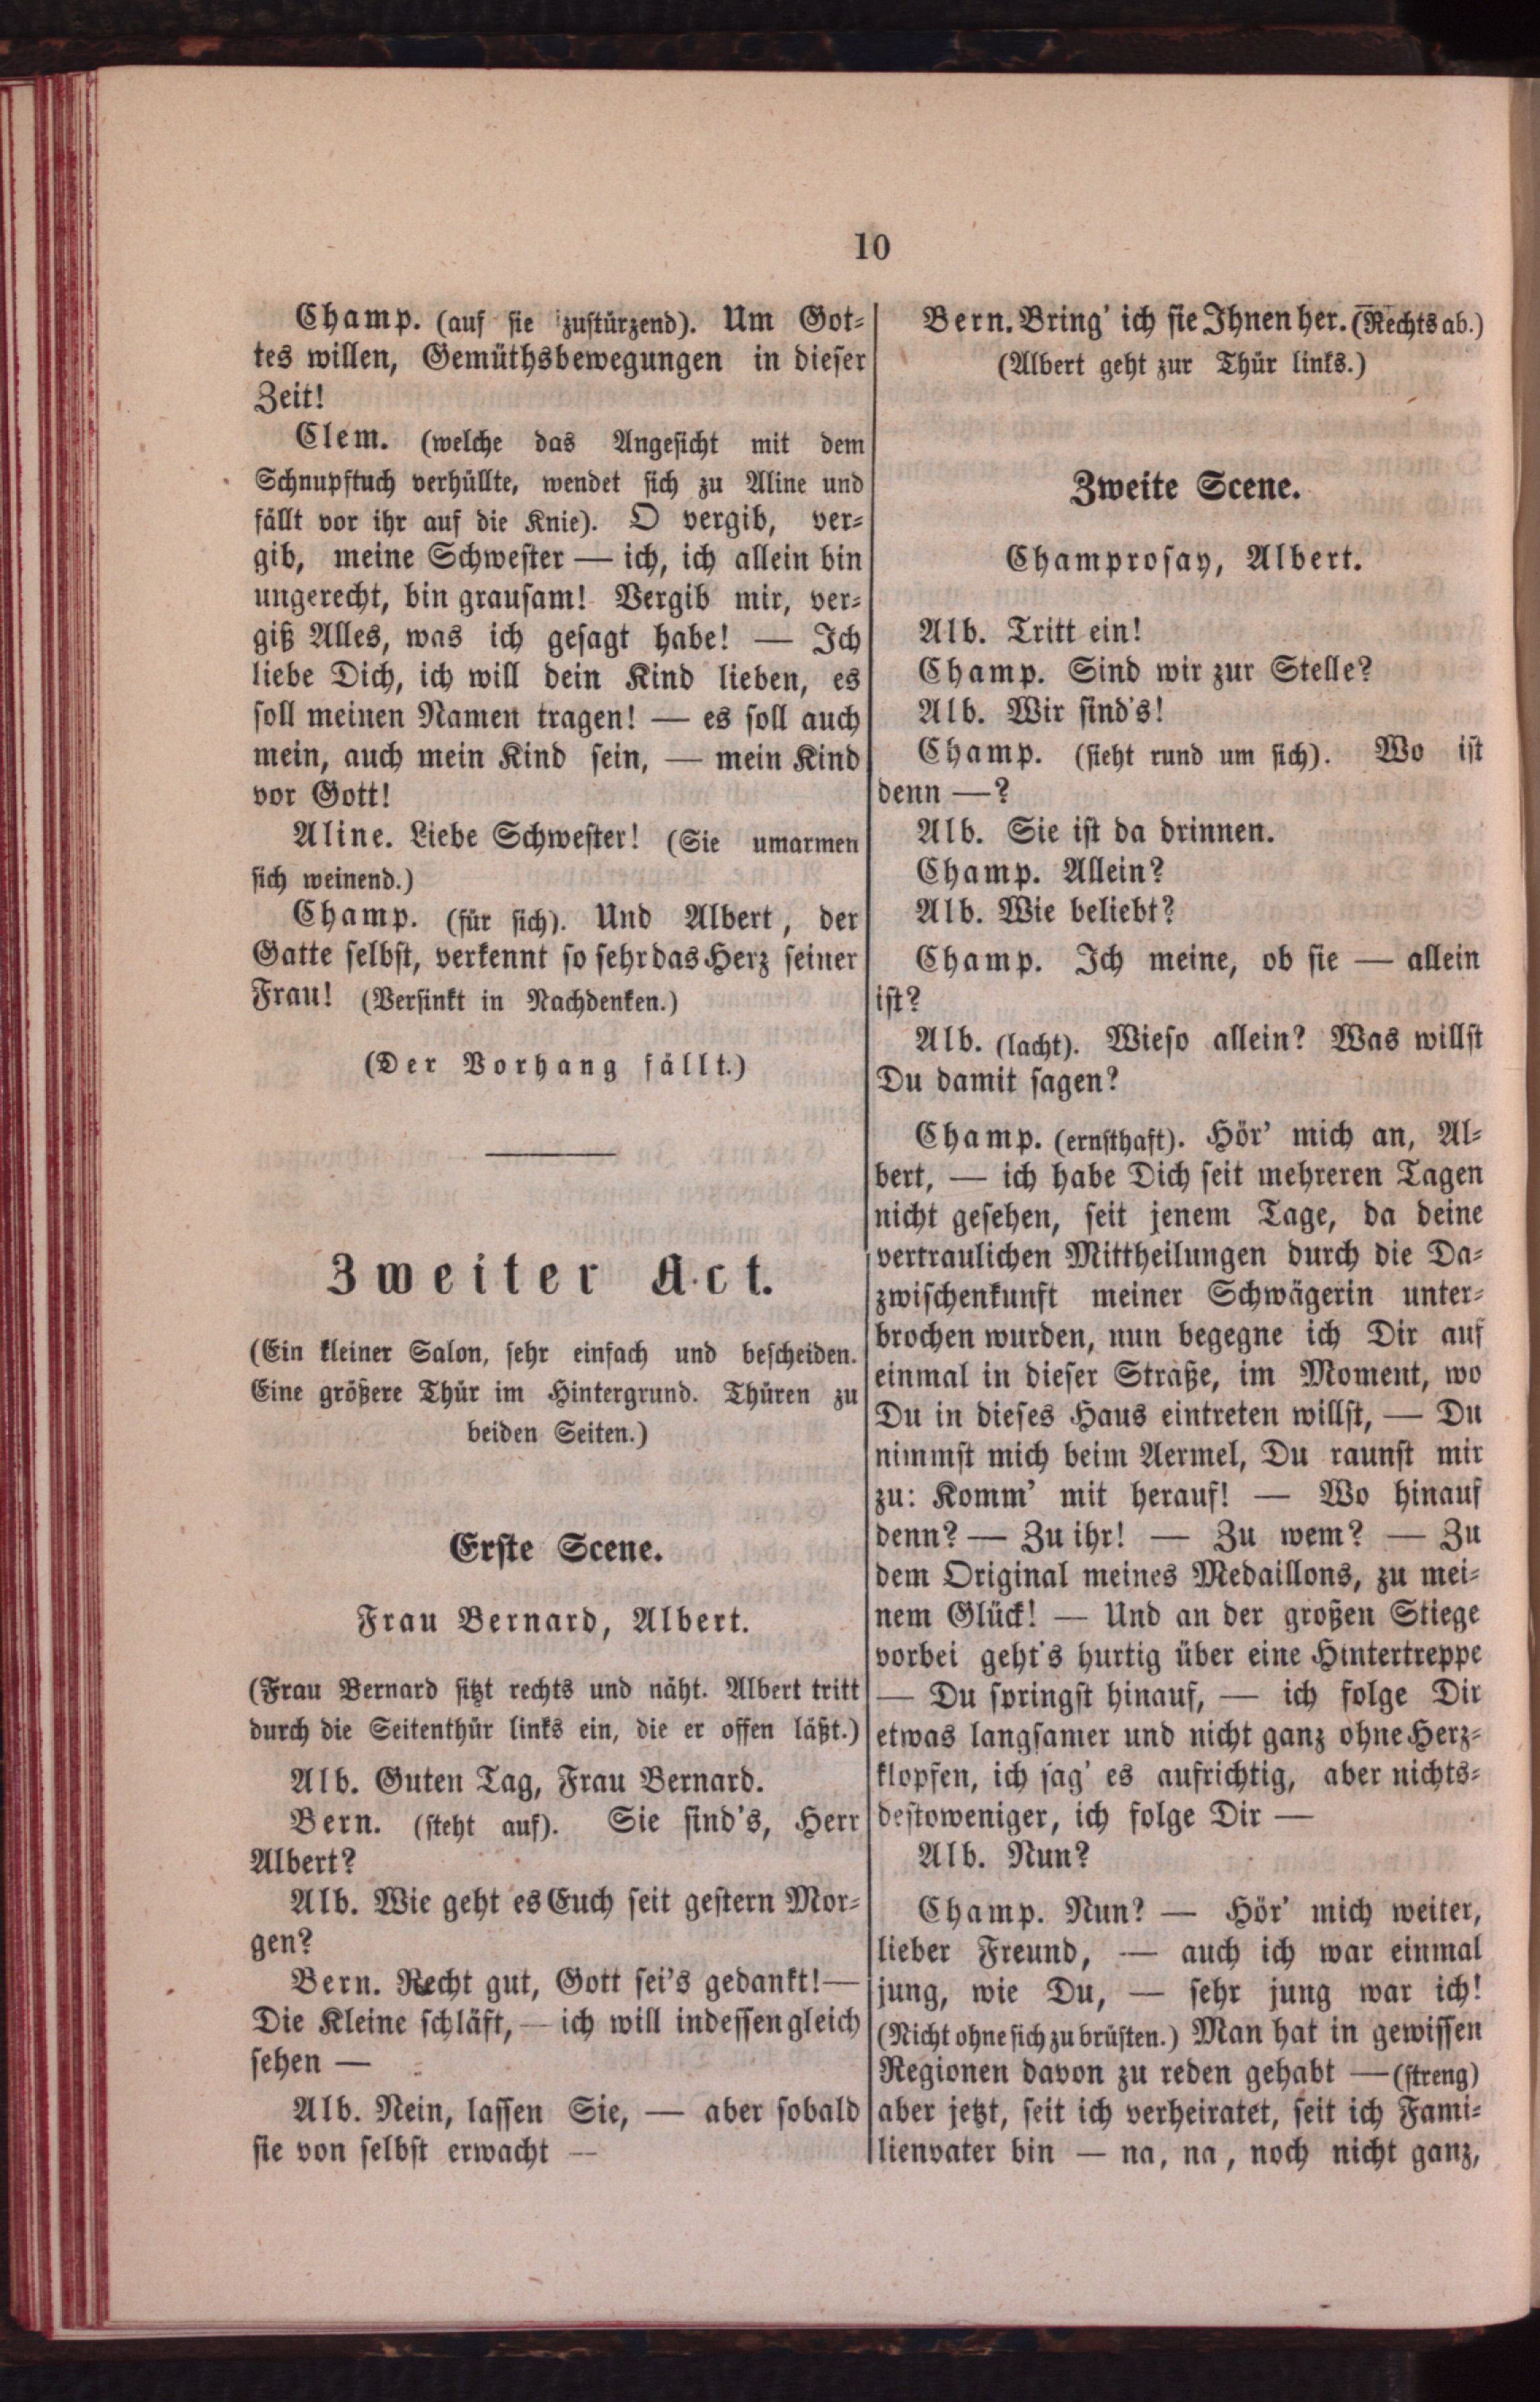 10
Champ. (auf sie zustürzend). Um Got-
tes willen, Gemüthsbewegungen in dieser
Zeit!
Clem. (welche das Angesicht mit dem
Schnupftuch verhüllte, wendet sich zu Aline und
fällt vor ihr auf die Knie). O vergib, ver-
gib, meine Schwester — ich, ich allein bin
ungerecht, bin grausam! Vergib mir, ver-
giß Alles, was ich gesagt habe! — Ich
liebe Dich, ich will dein Kind lieben, es
soll meinen Namen tragen! — es soll auch
mein, auch mein Kind sein, — mein Kind
vor Gott!
Aline. Liebe Schwester! (Sie umarmen
sich weinend.)
Champ. (für sich). Und Albert, der
Gatte selbst, verkennt so sehr das Herz seiner
Frau! (Versinkt in Nachdenken.)
(Der Vorhang fällt.)
Zweiter Act.
(Ein kleiner Salon, sehr einfach und bescheiden.
Eine größere Thür im Hintergrund. Thüren zu
beiden Seiten.)
Erste Scene.
Frau Bernard, Albert.
(Frau Bernard sitzt rechts und näht. Albert tritt
durch die Seitenthür links ein, die er offen läßt.)
Alb. Guten Tag, Frau Bernard.
Bern. (steht auf). Sie sind's, Herr
Albert?
Alb. Wie geht es Euch seit gestern Mor-
gen?
Bern. Recht gut, Gott sei's gedankt! —
Die Kleine schläft, — ich will indessen gleich
sehen —
Alb. Nein, lassen Sie, — aber sobald
sie von selbst erwacht —
Bern. Bring' ich sie Ihnen her. (Rechts ab.)
(Albert geht zur Thür links.)
Zweite Scene.
Champrosay, Albert.
Alb. Tritt ein!
Champ. Sind wir zur Stelle?
Alb. Wir sind's!
Champ. (sieht rund um sich). Wo ist
denn —?
Alb. Sie ist da drinnen.
Champ. Allein?
Alb. Wie beliebt?
Champ. Ich meine, ob sie — allein
ist?
Alb. (lacht). Wieso allein? Was willst
Du damit sagen?
Champ. (ernsthaft). Hör' mich an, Al-
bert, — ich habe Dich seit mehreren Tagen
nicht gesehen, seit jenem Tage, da deine
vertraulichen Mittheilungen durch die Da-
zwischenkunft meiner Schwägerin unter-
brochen wurden, nun begegne ich Dir auf
einmal in dieser Straße, im Moment, wo
Du in dieses Haus eintreten willst, — Du
nimmst mich beim Aermel, Du raunst mir
zu: Komm' mit herauf! — Wo hinauf
denn? — Zu ihr! — Zu wem? — Zu
dem Original meines Medaillons, zu mei-
nem Glück! — Und an der großen Stiege
vorbei geht's hurtig über eine Hintertreppe
— Du springst hinauf, — ich folge Dir
etwas langsamer und nicht ganz ohne Herz-
klopfen, ich sag' es aufrichtig, aber nichts-
destoweniger, ich folge Dir —
Alb. Nun?
Champ. Nun? — Hör' mich weiter,
lieber Freund, — auch ich war einmal
jung, wie Du, — sehr jung war ich!
(Nicht ohne sich zu brüsten.) Man hat in gewissen
Regionen davon zu reden gehabt — (streng)
aber jetzt, seit ich verheiratet, seit ich Fami-
lienvater bin — na, na, noch nicht ganz,